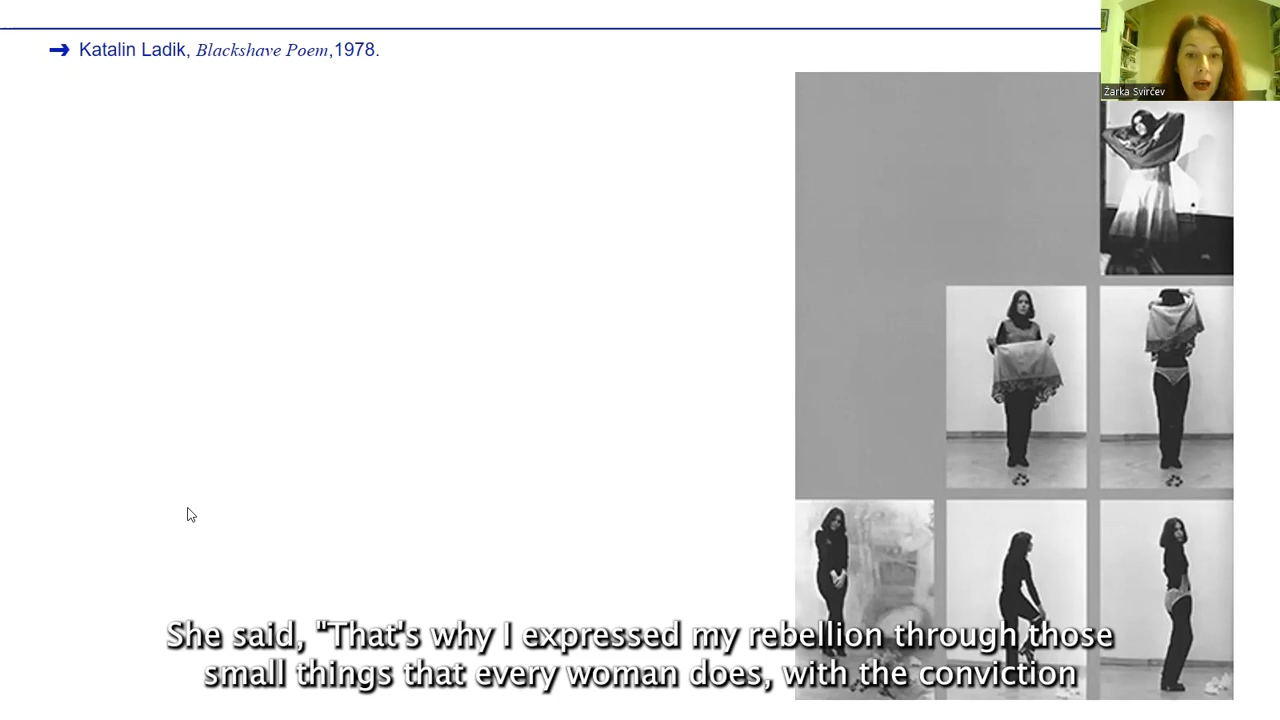 ➔ Katalin Ladik, Blackshave Poem,1978.
Žarka Svirčev
She said, "That's why I expressed my rebellion through those
small things that every woman does, with the conviction